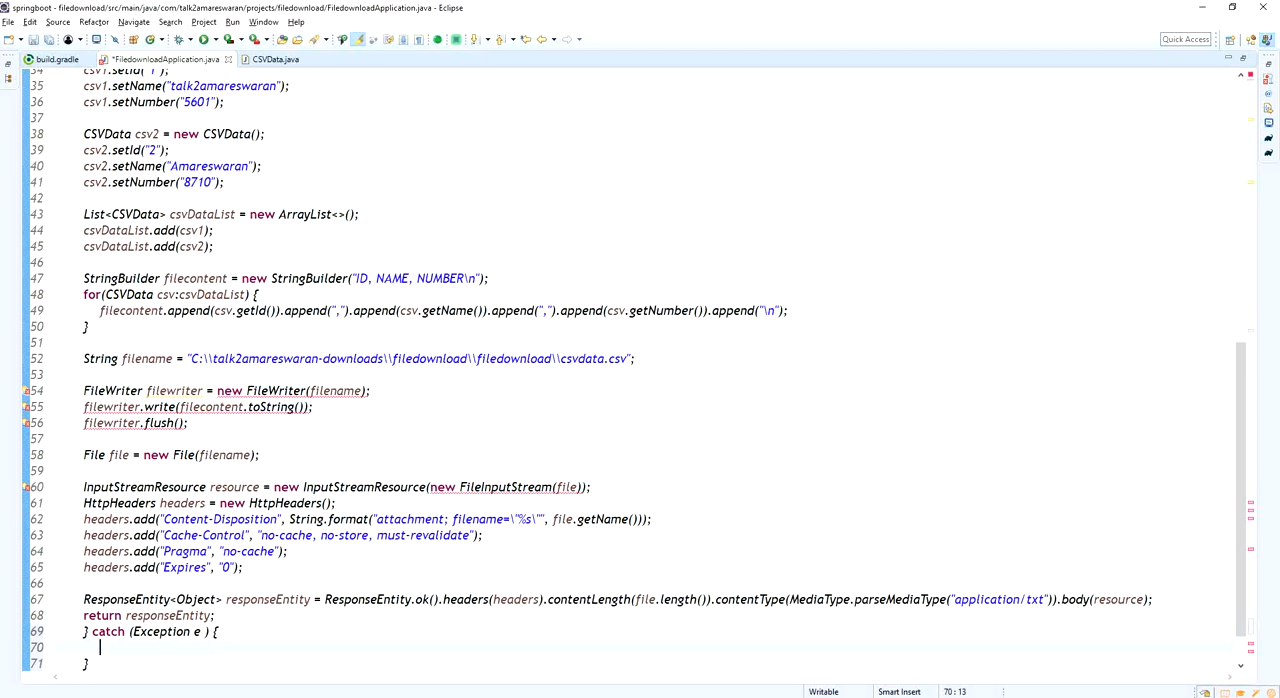 springboot - filedownload/src/main/java/com/talk2amareswaran/projects/filedownload/FiledownloadApplication.java - Eclipse
File Edit Source Refactor Navigate Search Project Run Window Help
Quick Access
build.gradle *FiledownloadApplication.java CSVData.java
34 csv1.setId("1");
35 csv1.setName("talk2amareswaran");
36 csv1.setNumber("5601");
37
38 CSVData csv2 = new CSVData();
39 csv2.setId("2");
40 csv2.setName("Amareswaran");
41 csv2.setNumber("8710");
42
43 List<CSVData> csvDataList = new ArrayList<>();
44 csvDataList.add(csv1);
45 csvDataList.add(csv2);
46
47 StringBuilder filecontent = new StringBuilder("ID, NAME, NUMBER\n");
48 for(CSVData csv:csvDataList) {
49 filecontent.append(csv.getId()).append(",").append(csv.getName()).append(",").append(csv.getNumber()).append("\n");
50 }
51
52 String filename = "C:\\talk2amareswaran-downloads\\filedownload\\filedownload\\csvdata.csv";
53
54 FileWriter filewriter = new FileWriter(filename);
55 filewriter.write(filecontent.toString());
56 filewriter.flush();
57
58 File file = new File(filename);
59
60 InputStreamResource resource = new InputStreamResource(new FileInputStream(file));
61 HttpHeaders headers = new HttpHeaders();
62 headers.add("Content-Disposition", String.format("attachment; filename=\"%s\"", file.getName()));
63 headers.add("Cache-Control", "no-cache, no-store, must-revalidate");
64 headers.add("Pragma", "no-cache");
65 headers.add("Expires", "0");
66
67 ResponseEntity<Object> responseEntity = ResponseEntity.ok().headers(headers).contentLength(file.length()).contentType(MediaType.parseMediaType("application/txt")).body(resource);
68 return responseEntity;
69 } catch (Exception e ) {
70
71 }
Writable Smart Insert 70 : 13